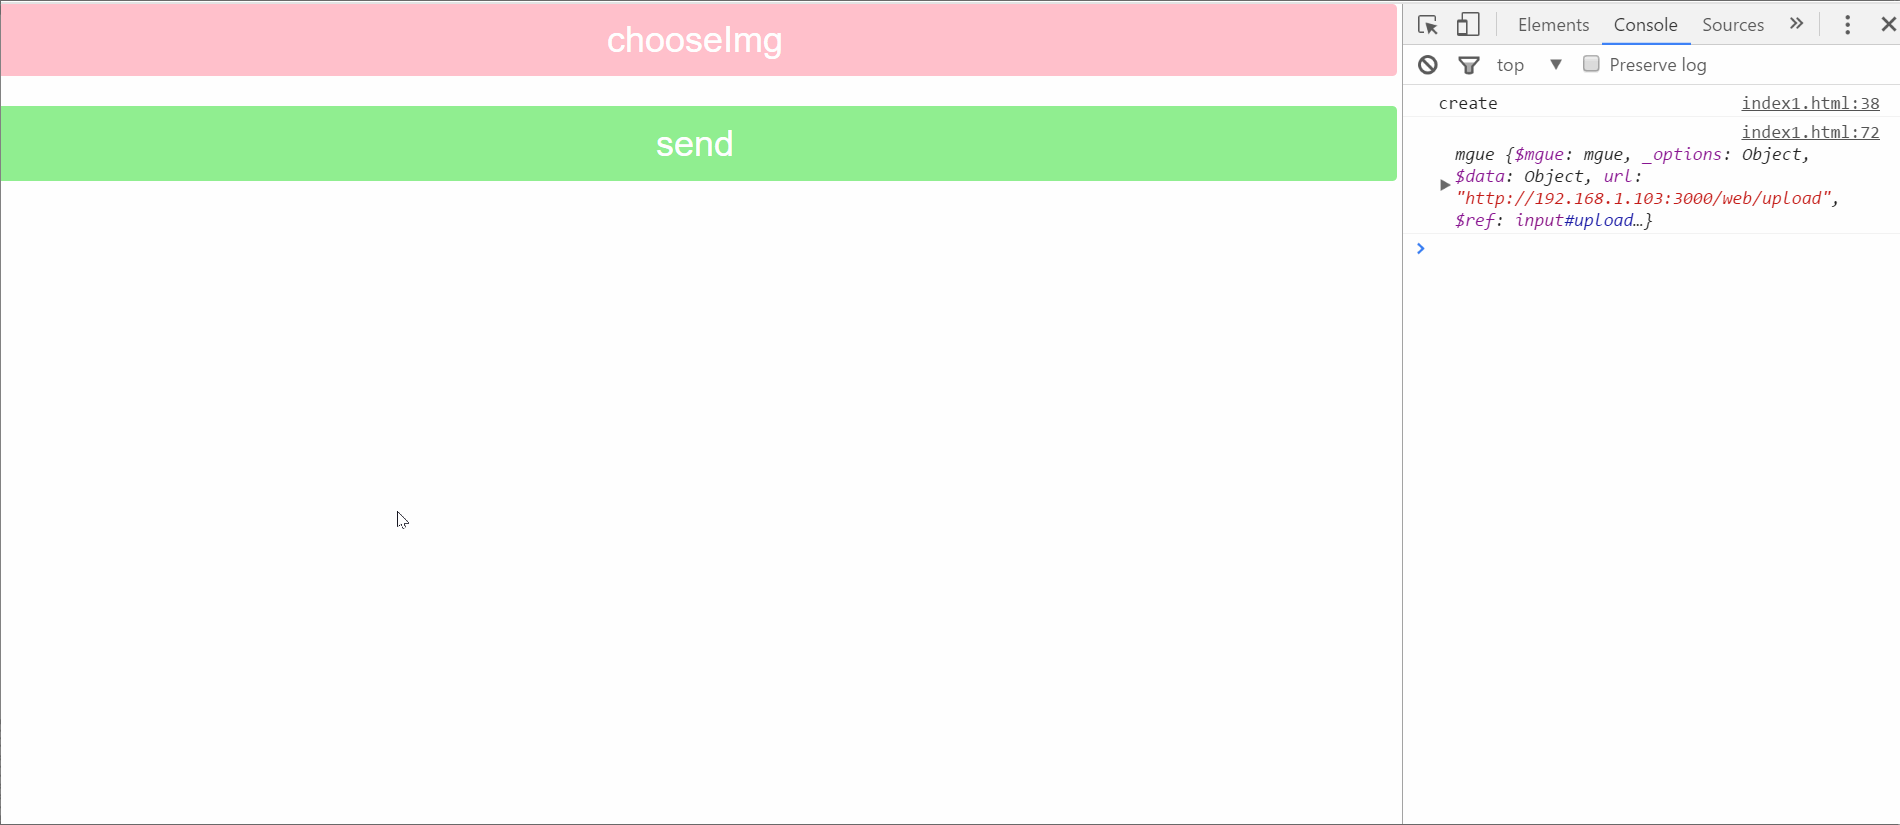 chooseImg
send
Elements Console Sources
top Preserve log
create index1.html:38
index1.html:72
mgue {$mgue: mgue, _options: Object,
$data: Object, url:
"http://192.168.1.103:3000/web/upload",
$ref: input#upload…}